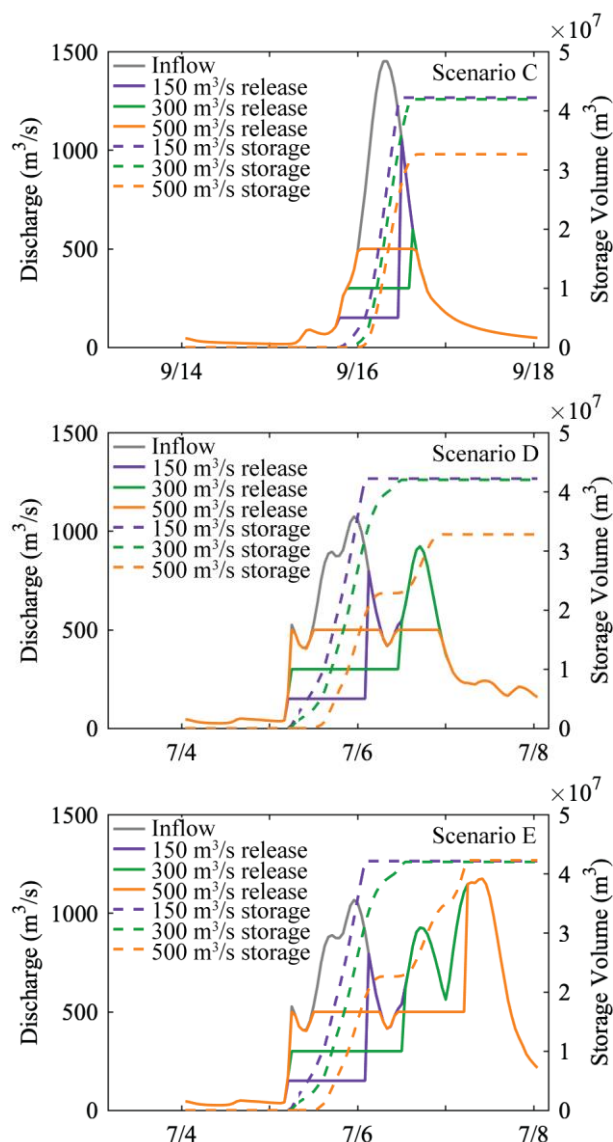 ×10⁷
1500
5
Inflow
Scenario C
150 m³/s release
300 m³/s release
4
1000
500 m³/s release
150 m³/s storage
3
300 m³/s storage
500 m³/s storage
500
2
1
0
0
9/14
9/16
9/18
Discharge (m³/s)
Storage Volume (m³)
×10⁷
1500
5
Inflow
Scenario D
150 m³/s release
300 m³/s release
4
1000
500 m³/s release
150 m³/s storage
3
300 m³/s storage
500 m³/s storage
500
2
1
0
0
7/4
7/6
7/8
Discharge (m³/s)
Storage Volume (m³)
×10⁷
1500
5
Inflow
Scenario E
150 m³/s release
300 m³/s release
4
1000
500 m³/s release
150 m³/s storage
3
300 m³/s storage
500 m³/s storage
500
2
1
0
0
7/4
7/6
7/8
Discharge (m³/s)
Storage Volume (m³)